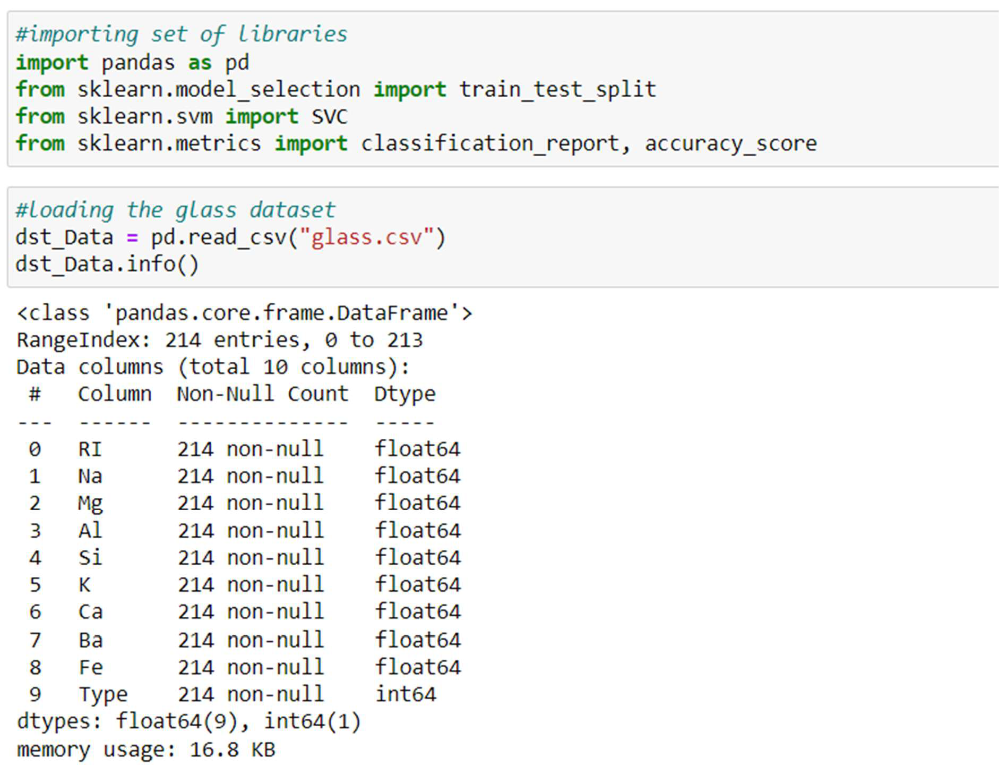 #importing set of libraries
import pandas as pd
from sklearn.model_selection import train_test_split
from sklearn.svm import SVC
from sklearn.metrics import classification_report, accuracy_score
#loading the glass dataset
dst_Data = pd.read_csv("glass.csv")
dst_Data.info()
<class 'pandas.core.frame.DataFrame'>
RangeIndex: 214 entries, 0 to 213
Data columns (total 10 columns):
 #   Column  Non-Null Count  Dtype
---  ------  --------------  -----
 0   RI      214 non-null    float64
 1   Na      214 non-null    float64
 2   Mg      214 non-null    float64
 3   Al      214 non-null    float64
 4   Si      214 non-null    float64
 5   K       214 non-null    float64
 6   Ca      214 non-null    float64
 7   Ba      214 non-null    float64
 8   Fe      214 non-null    float64
 9   Type    214 non-null    int64
dtypes: float64(9), int64(1)
memory usage: 16.8 KB